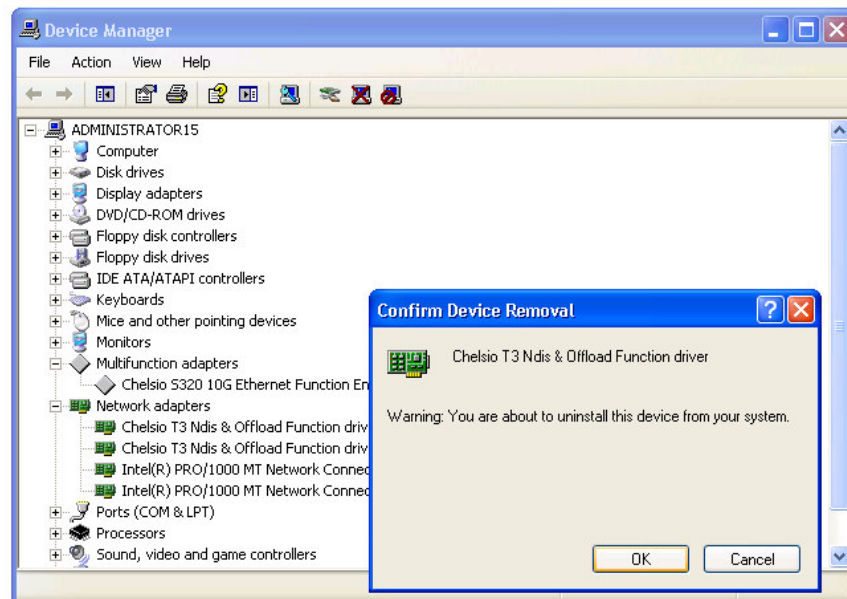 Device Manager
File Action View Help
ADMINISTRATOR15
Computer
Disk drives
Display adapters
DVD/CD-ROM drives
Floppy disk controllers
Floppy disk drives
IDE ATA/ATAPI controllers
Keyboards
Mice and other pointing devices
Monitors
Multifunction adapters
Chelsio S320 10G Ethernet Function En
Network adapters
Chelsio T3 Ndis & Offload Function driv
Chelsio T3 Ndis & Offload Function driv
Intel(R) PRO/1000 MT Network Connec
Intel(R) PRO/1000 MT Network Connec
Ports (COM & LPT)
Processors
Sound, video and game controllers
Confirm Device Removal
Chelsio T3 Ndis & Offload Function driver
Warning: You are about to uninstall this device from your system.
OK Cancel